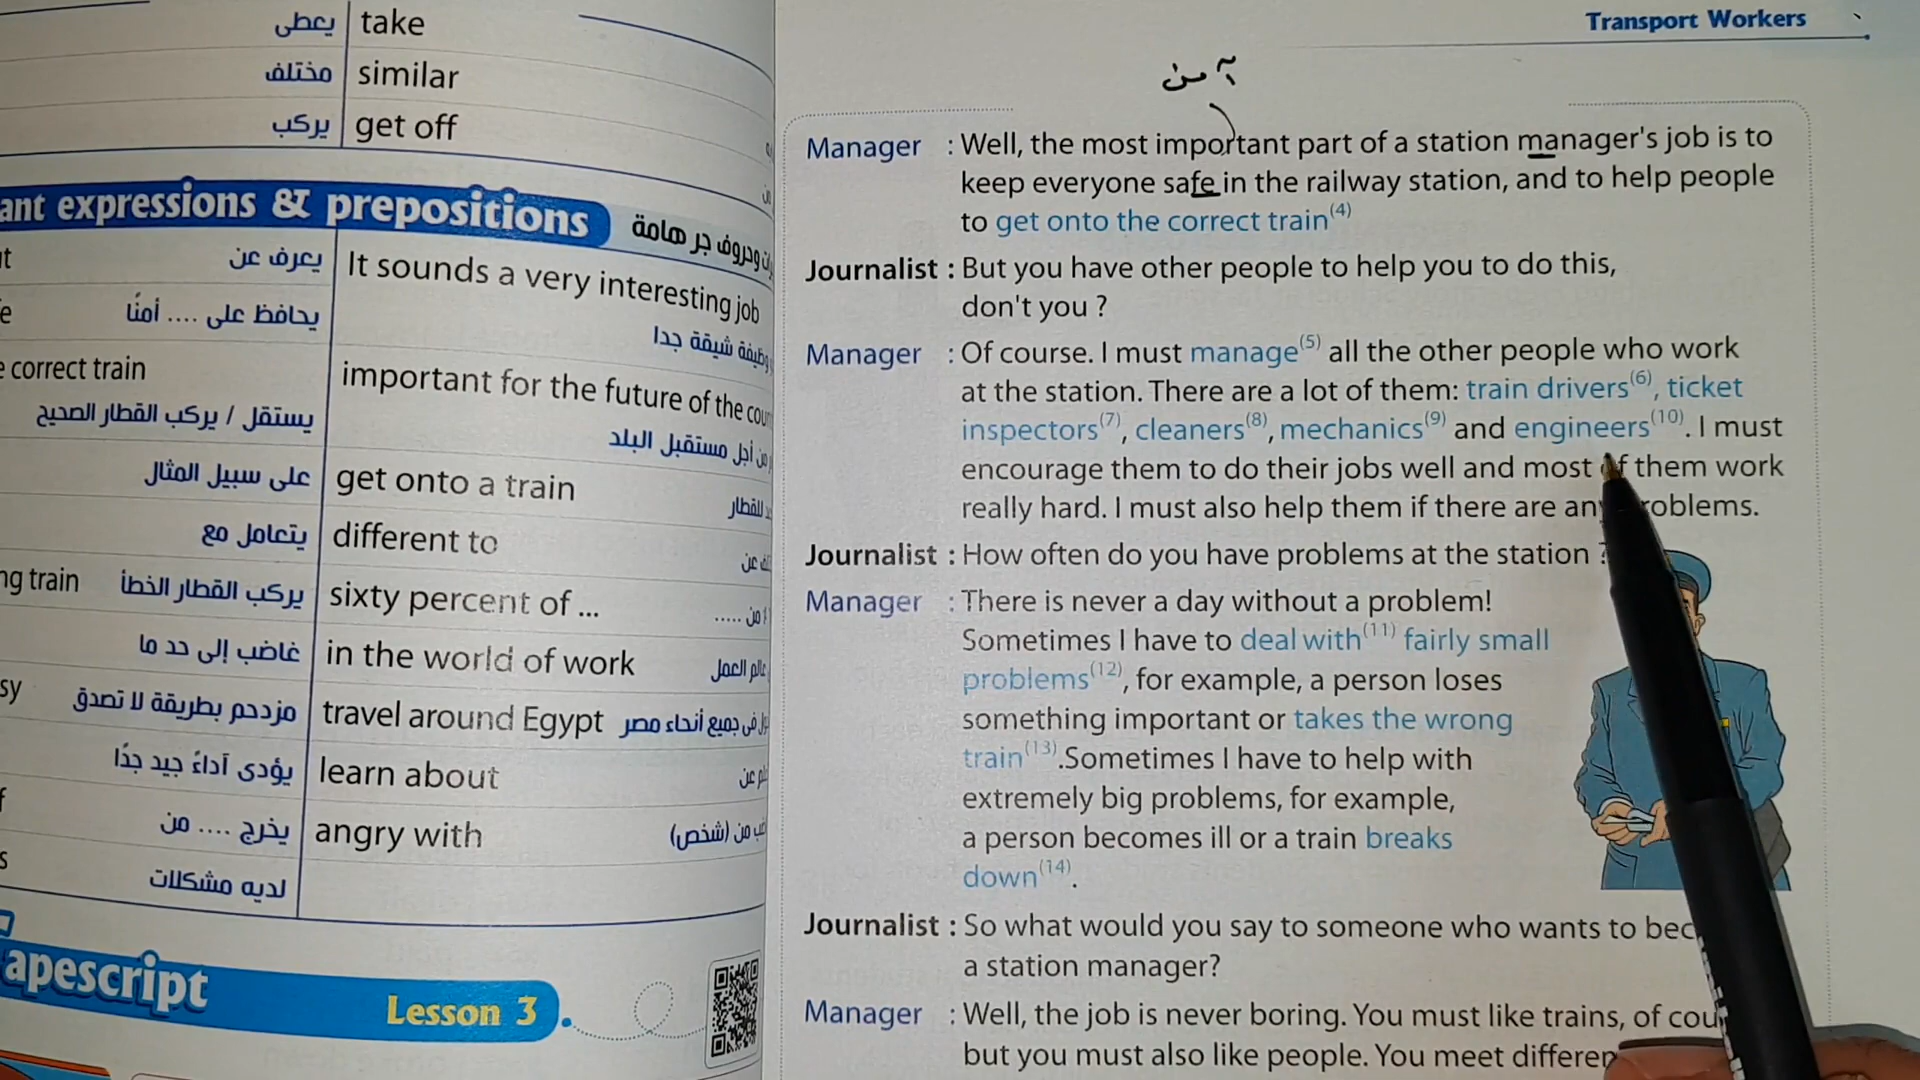 take يعطى
similar مختلف
get off يركب
ant expressions & prepositions وحروف جر هامة
يعرف عن
It sounds a very interesting job
وظيفة شيقة جدا
يحافظ على .... أمنًا
e correct train
يستقل / يركب القطار الصحيح
important for the future of the cou
من أجل مستقبل البلد
على سبيل المثال
get onto a train
للقطار
يتعامل مع
different to
عن
ng train يركب القطار الخطأ
sixty percent of ...
من .....
غاضب إلى حد ما
in the world of work
عالم العمل
sy مزدحم بطريقة لا تصدق
travel around Egypt
فى جميع أنحاء مصر
يؤدى آداءً جيد جدًا
learn about
عن
يخرج .... من
angry with
من (شخص)
لديه مشكلات
apescript Lesson 3
Transport Workers
آمن
Manager : Well, the most important part of a station manager's job is to
keep everyone safe in the railway station, and to help people
to get onto the correct train(4)
Journalist : But you have other people to help you to do this,
don't you ?
Manager : Of course. I must manage(5) all the other people who work
at the station. There are a lot of them: train drivers(6), ticket
inspectors(7), cleaners(8), mechanics(9) and engineers(10). I must
encourage them to do their jobs well and most of them work
really hard. I must also help them if there are any problems.
Journalist : How often do you have problems at the station ?
Manager : There is never a day without a problem!
Sometimes I have to deal with(11) fairly small
problems(12), for example, a person loses
something important or takes the wrong
train(13).Sometimes I have to help with
extremely big problems, for example,
a person becomes ill or a train breaks
down(14).
Journalist : So what would you say to someone who wants to bec
a station manager?
Manager : Well, the job is never boring. You must like trains, of cou
but you must also like people. You meet differen